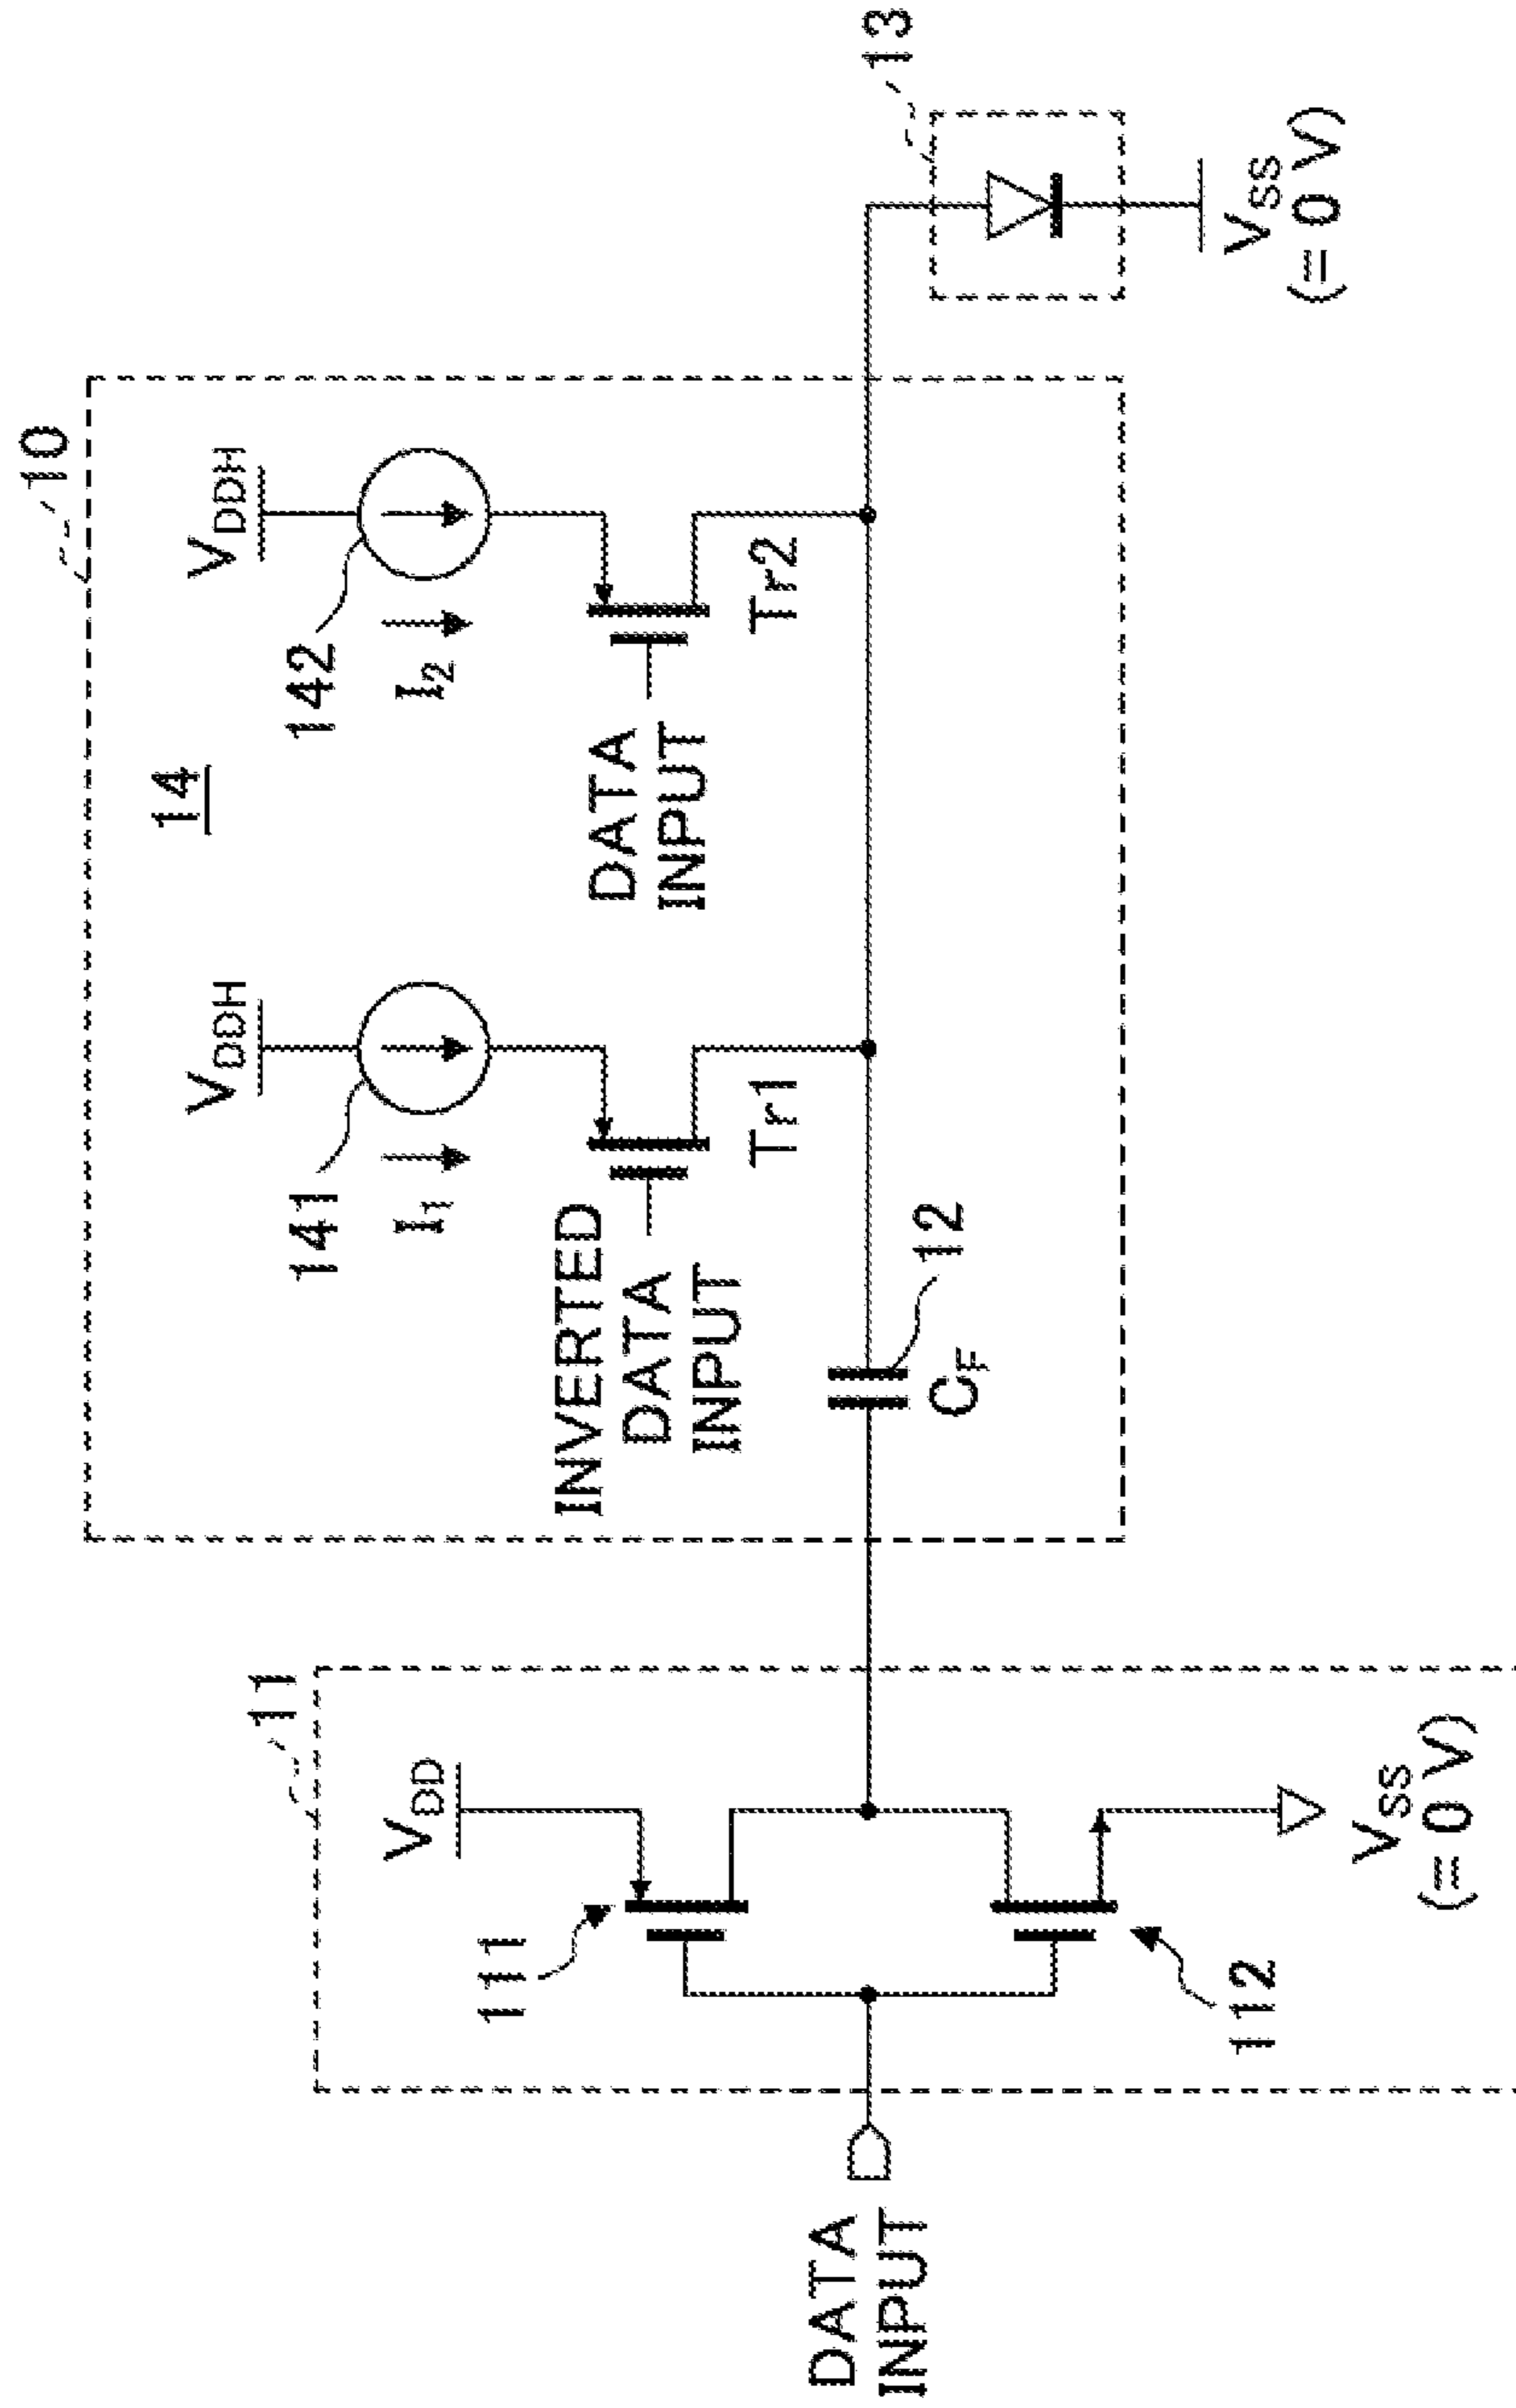 10
14
V_DDH
V_DDH
141
142
I₁
I₂
INVERTED
DATA
INPUT
DATA
INPUT
Tr1
Tr2
12
C_F
13
V_SS
(= 0 V)
11
V_DD
111
112
V_SS
(= 0 V)
DATA
INPUT